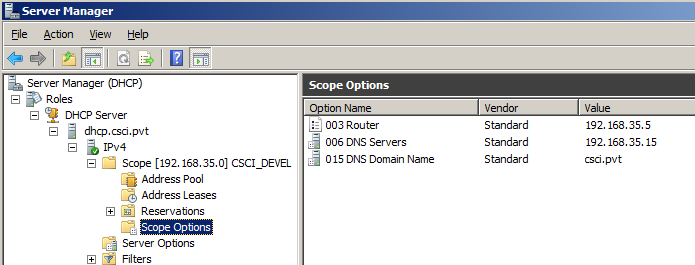 Server Manager
File Action View Help
Server Manager (DHCP)
Roles
DHCP Server
dhcp.csci.pvt
IPv4
Scope [192.168.35.0] CSCI_DEVEL
Address Pool
Address Leases
Reservations
Scope Options
Server Options
Filters
Scope Options
Option Name Vendor Value
003 Router Standard 192.168.35.5
006 DNS Servers Standard 192.168.35.15
015 DNS Domain Name Standard csci.pvt